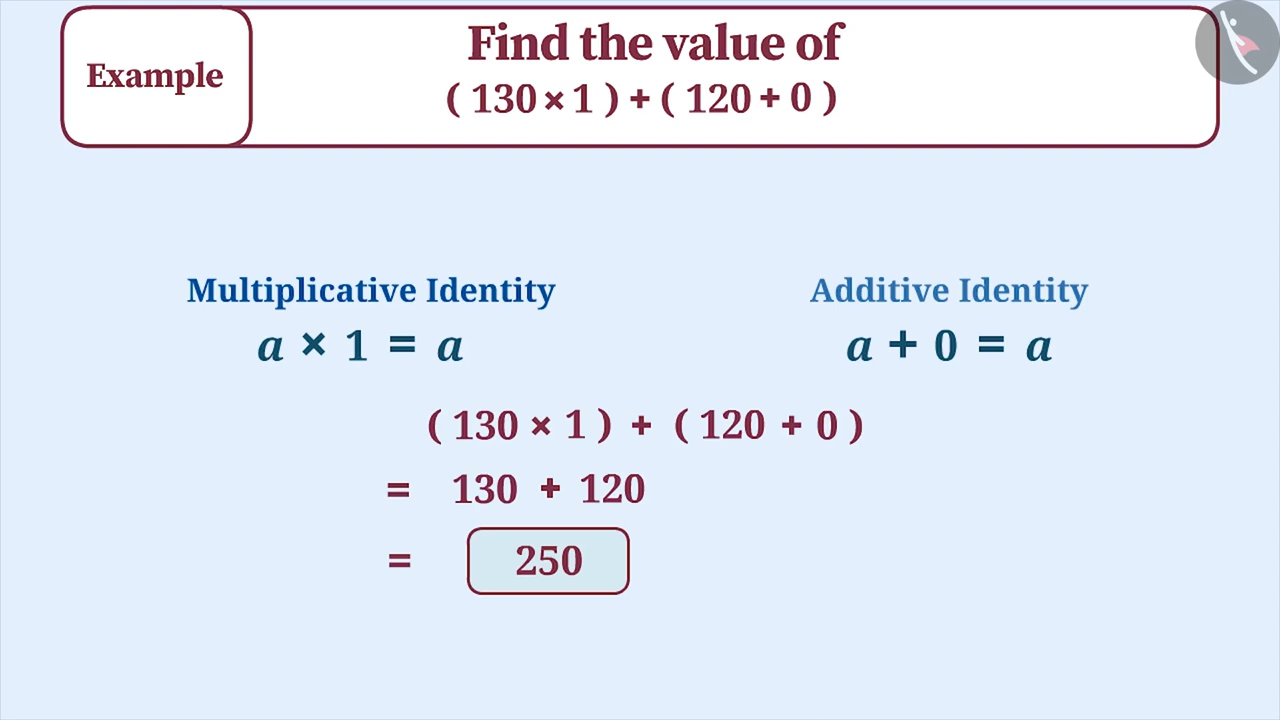 Example
Find the value of
( 130 × 1 ) + ( 120 + 0 )
Multiplicative Identity
a × 1 = a
Additive Identity
a + 0 = a
( 130 × 1 ) + ( 120 + 0 )
= 130 + 120
= 250